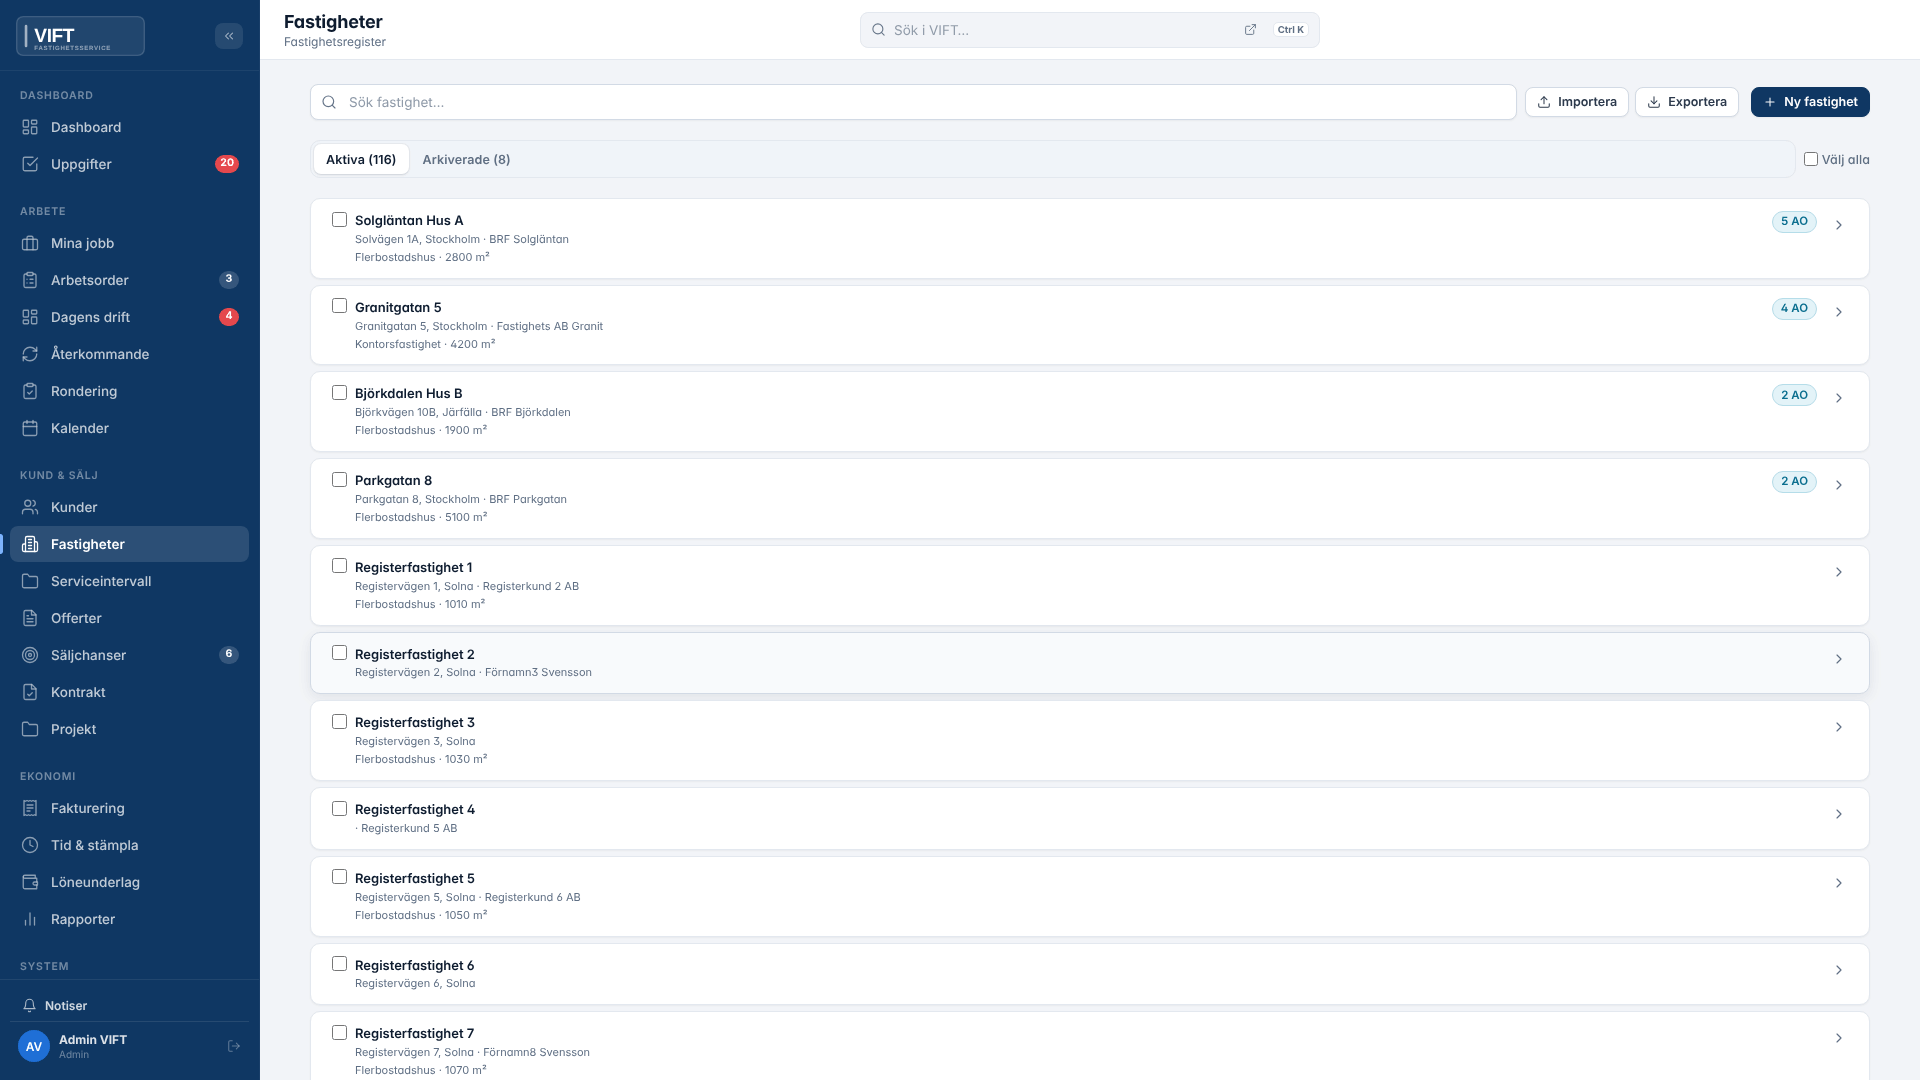 VIFT
FASTIGHETSSERVICE
DASHBOARD
Dashboard
Uppgifter 20
ARBETE
Mina jobb
Arbetsorder 3
Dagens drift 4
Återkommande
Rondering
Kalender
KUND & SÄLJ
Kunder
Fastigheter
Serviceintervall
Offerter
Säljchanser 6
Kontrakt
Projekt
EKONOMI
Fakturering
Tid & stämpla
Löneunderlag
Rapporter
SYSTEM
Notiser
AV Admin VIFT
Admin
Fastigheter
Fastighetsregister
Sök i VIFT... Ctrl K
Sök fastighet... Importera Exportera Ny fastighet
Aktiva (116) Arkiverade (8) Välj alla
Solgläntan Hus A 5 AO
Solvägen 1A, Stockholm · BRF Solgläntan
Flerbostadshus · 2800 m²
Granitgatan 5 4 AO
Granitgatan 5, Stockholm · Fastighets AB Granit
Kontorsfastighet · 4200 m²
Björkdalen Hus B 2 AO
Björkvägen 10B, Järfälla · BRF Björkdalen
Flerbostadshus · 1900 m²
Parkgatan 8 2 AO
Parkgatan 8, Stockholm · BRF Parkgatan
Flerbostadshus · 5100 m²
Registerfastighet 1
Registervägen 1, Solna · Registerkund 2 AB
Flerbostadshus · 1010 m²
Registerfastighet 2
Registervägen 2, Solna · Förnamn3 Svensson
Registerfastighet 3
Registervägen 3, Solna
Flerbostadshus · 1030 m²
Registerfastighet 4
· Registerkund 5 AB
Registerfastighet 5
Registervägen 5, Solna · Registerkund 6 AB
Flerbostadshus · 1050 m²
Registerfastighet 6
Registervägen 6, Solna
Registerfastighet 7
Registervägen 7, Solna · Förnamn8 Svensson
Flerbostadshus · 1070 m²